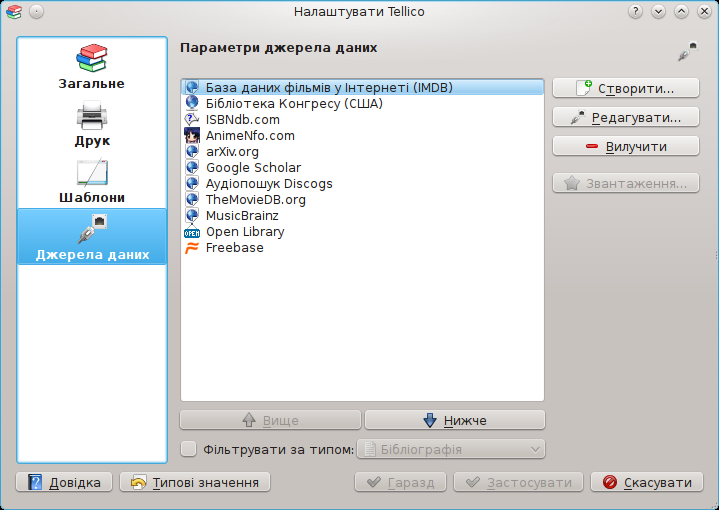 Налаштувати Tellico
Загальне
Друк
Шаблони
Джерела даних
Параметри джерела даних
База даних фільмів у Інтернеті (IMDB)
Бібліотека Конгресу (США)
ISBNdb.com
AnimeNfo.com
arXiv.org
Google Scholar
Аудіопошук Discogs
TheMovieDB.org
MusicBrainz
Open Library
Freebase
Створити...
Редагувати...
Вилучити
Звантаження...
Вище
Нижче
Фільтрувати за типом:
Бібліографія
Довідка
Типові значення
Гаразд
Застосувати
Скасувати